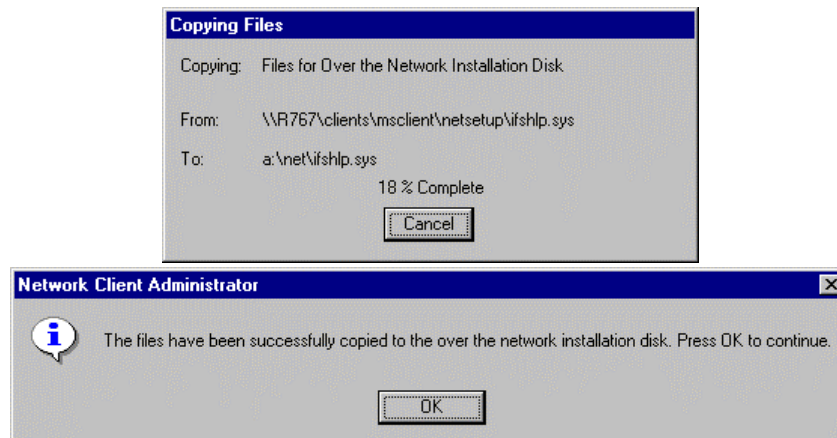 Copying Files
Copying: Files for Over the Network Installation Disk
From: \\R767\clients\msclient\netsetup\ifshlp.sys
To: a:\net\ifshlp.sys
18 % Complete
Cancel
Network Client Administrator
The files have been successfully copied to the over the network installation disk. Press OK to continue.
OK